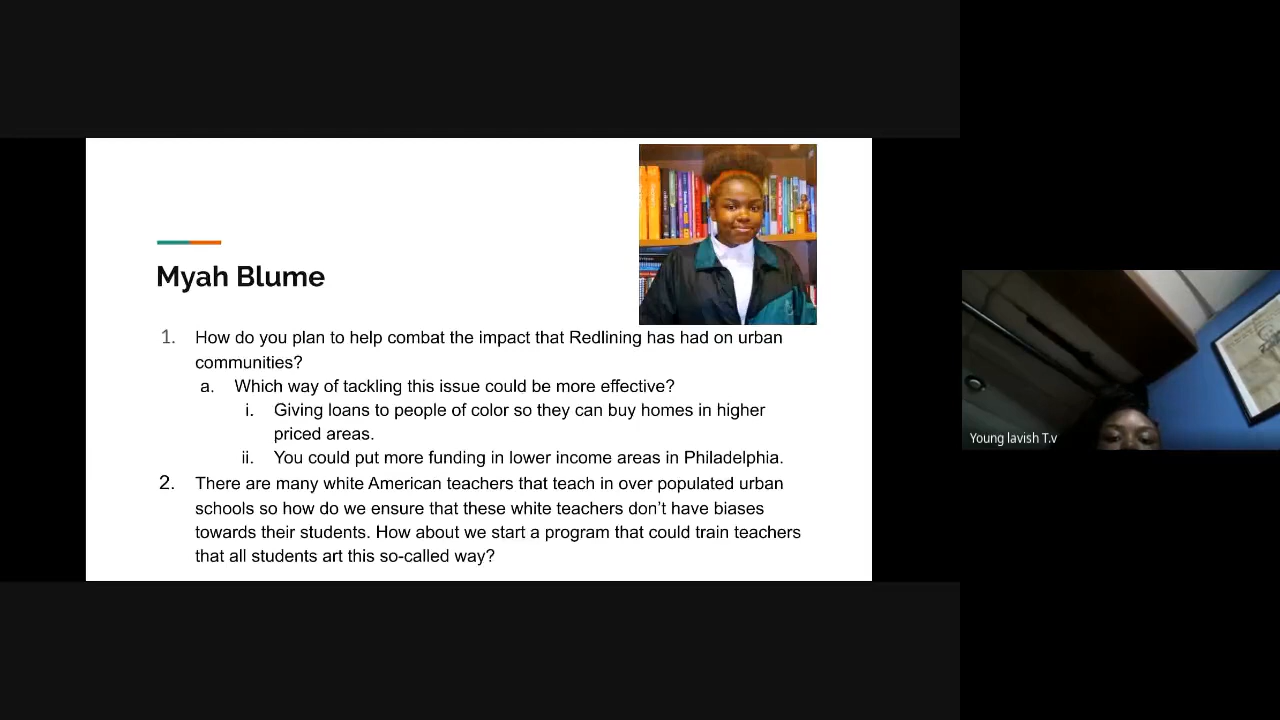 Myah Blume
1. How do you plan to help combat the impact that Redlining has had on urban
communities?
a. Which way of tackling this issue could be more effective?
i. Giving loans to people of color so they can buy homes in higher
priced areas.
ii. You could put more funding in lower income areas in Philadelphia.
2. There are many white American teachers that teach in over populated urban
schools so how do we ensure that these white teachers don't have biases
towards their students. How about we start a program that could train teachers
that all students art this so-called way?
Young lavish T.v